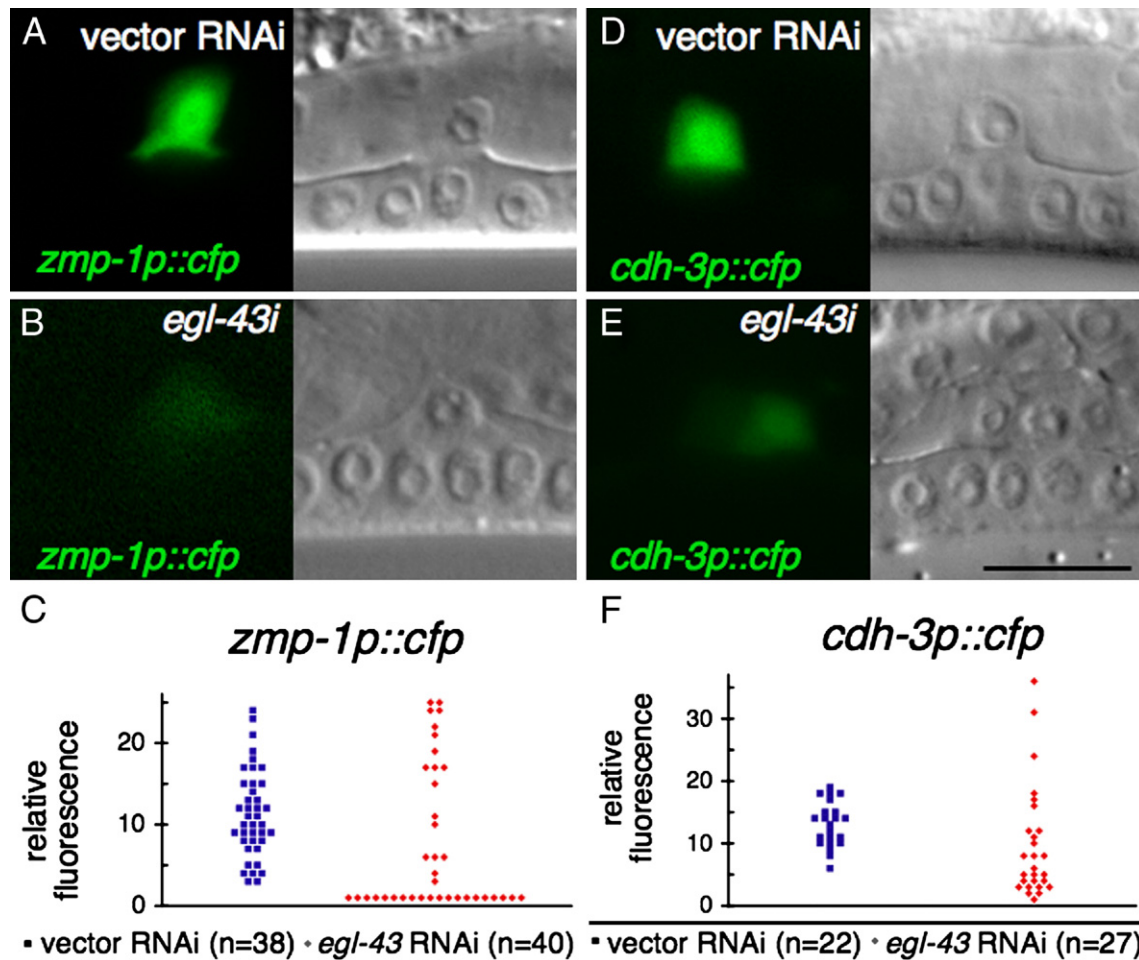 A vector RNAi
zmp-1p::cfp
D vector RNAi
cdh-3p::cfp
B egl-43i
zmp-1p::cfp
E egl-43i
cdh-3p::cfp
C
zmp-1p::cfp
relative
fluorescence
20
10
0
▪ vector RNAi (n=38) ⬥ egl-43 RNAi (n=40)
F
cdh-3p::cfp
relative
fluorescence
30
20
10
0
▪ vector RNAi (n=22) ⬥ egl-43 RNAi (n=27)